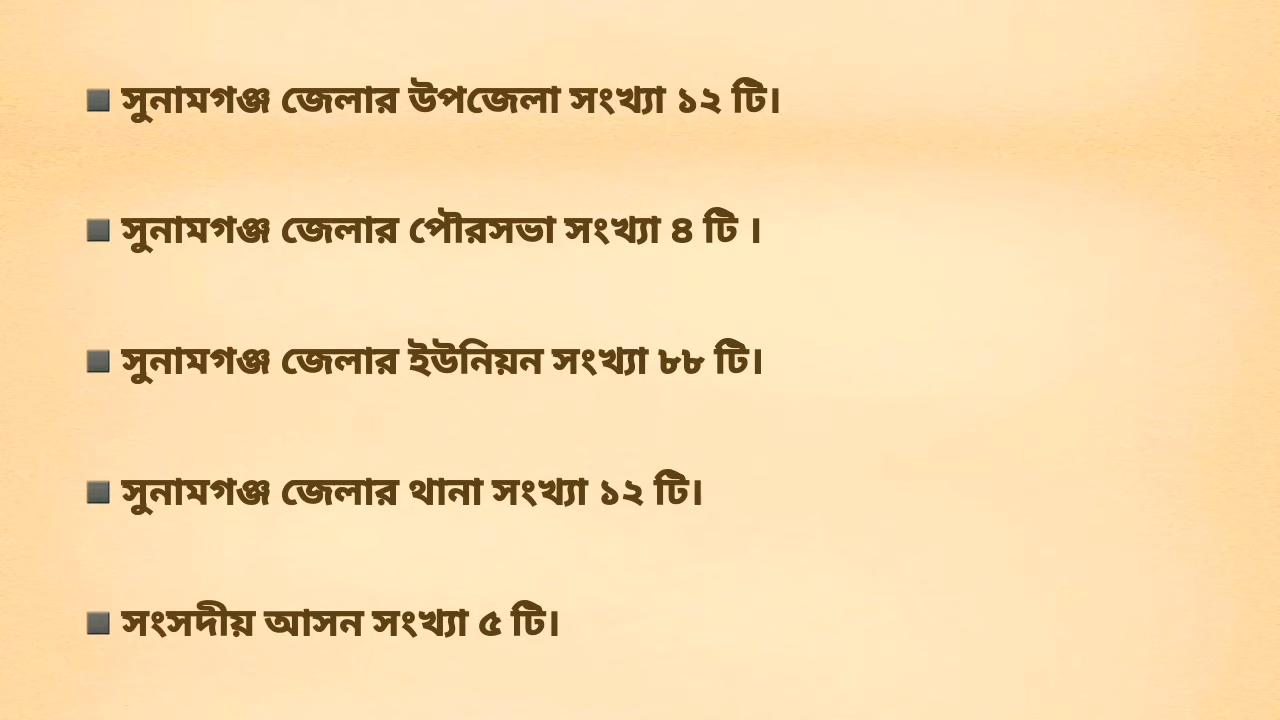 ◾ সুনামগঞ্জ জেলার উপজেলা সংখ্যা ১২ টি।
◾ সুনামগঞ্জ জেলার পৌরসভা সংখ্যা ৪ টি ।
◾ সুনামগঞ্জ জেলার ইউনিয়ন সংখ্যা ৮৮ টি।
◾ সুনামগঞ্জ জেলার থানা সংখ্যা ১২ টি।
◾ সংসদীয় আসন সংখ্যা ৫ টি।